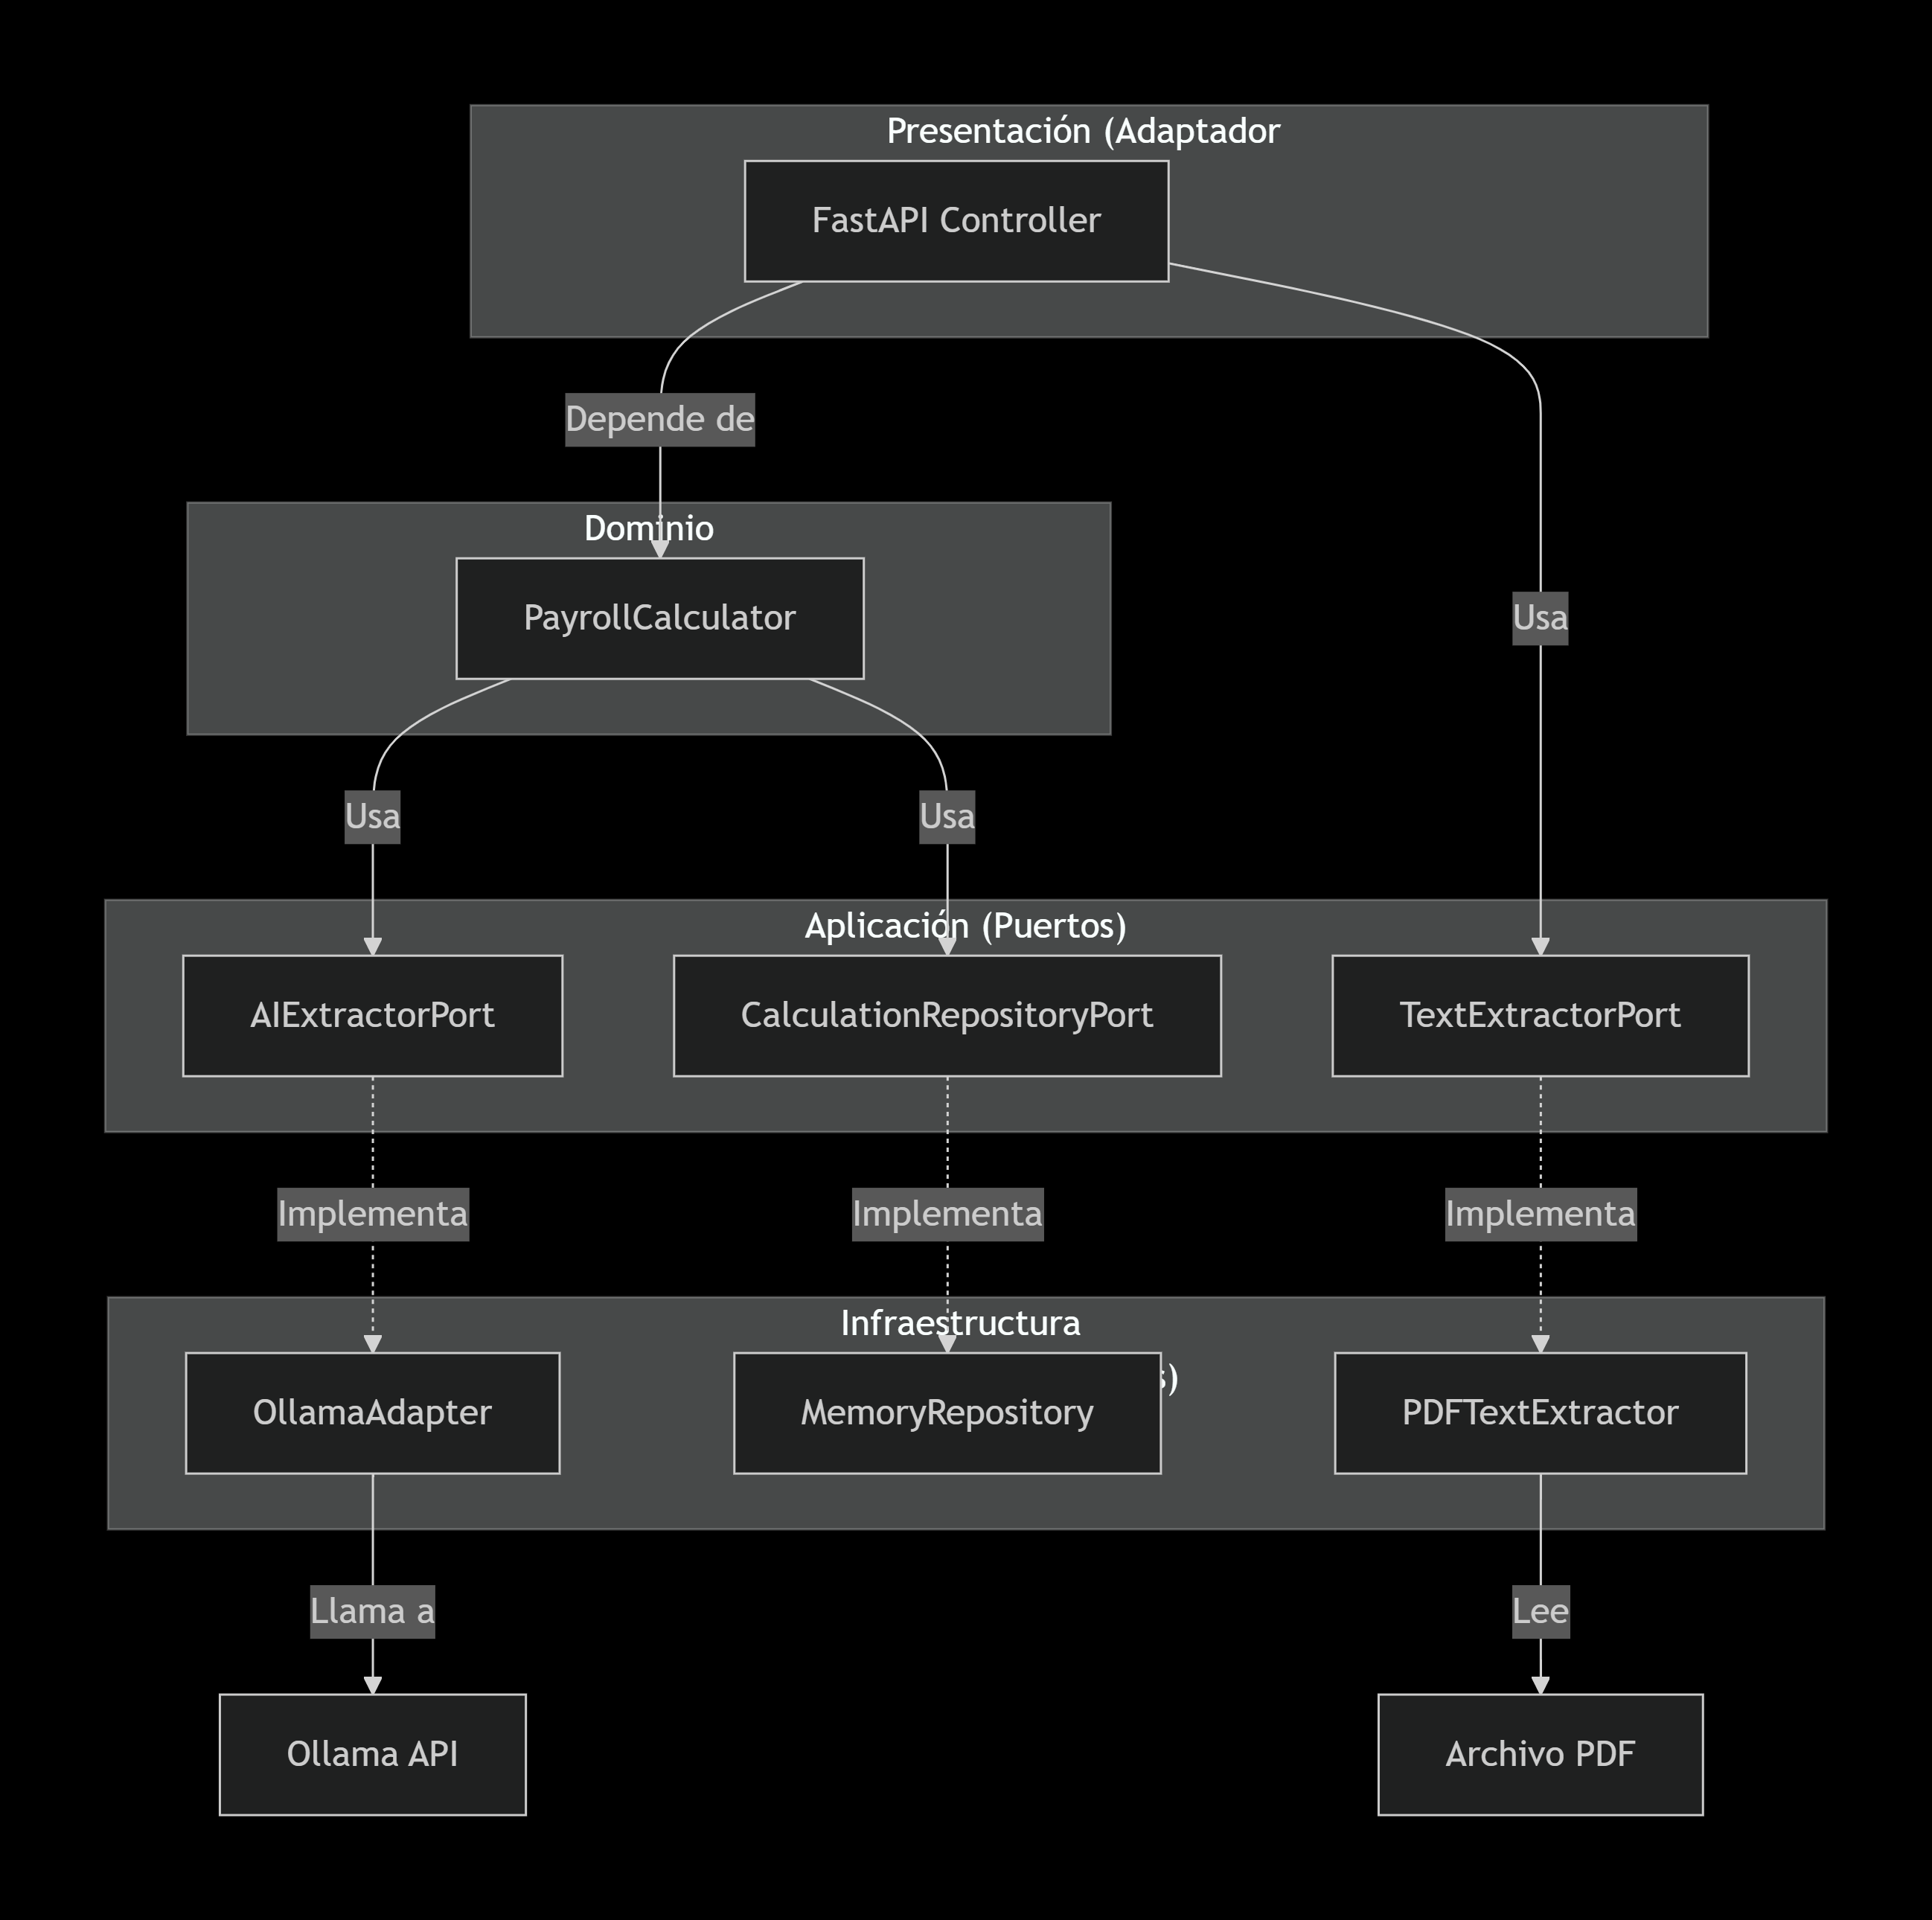 Presentación (Adaptador
FastAPI Controller
Depende de
Dominio
PayrollCalculator
Usa
Usa
Usa
Aplicación (Puertos)
AIExtractorPort
CalculationRepositoryPort
TextExtractorPort
Implementa
Implementa
Implementa
Infraestructura
OllamaAdapter
MemoryRepository
PDFTextExtractor
Llama a
Lee
Ollama API
Archivo PDF